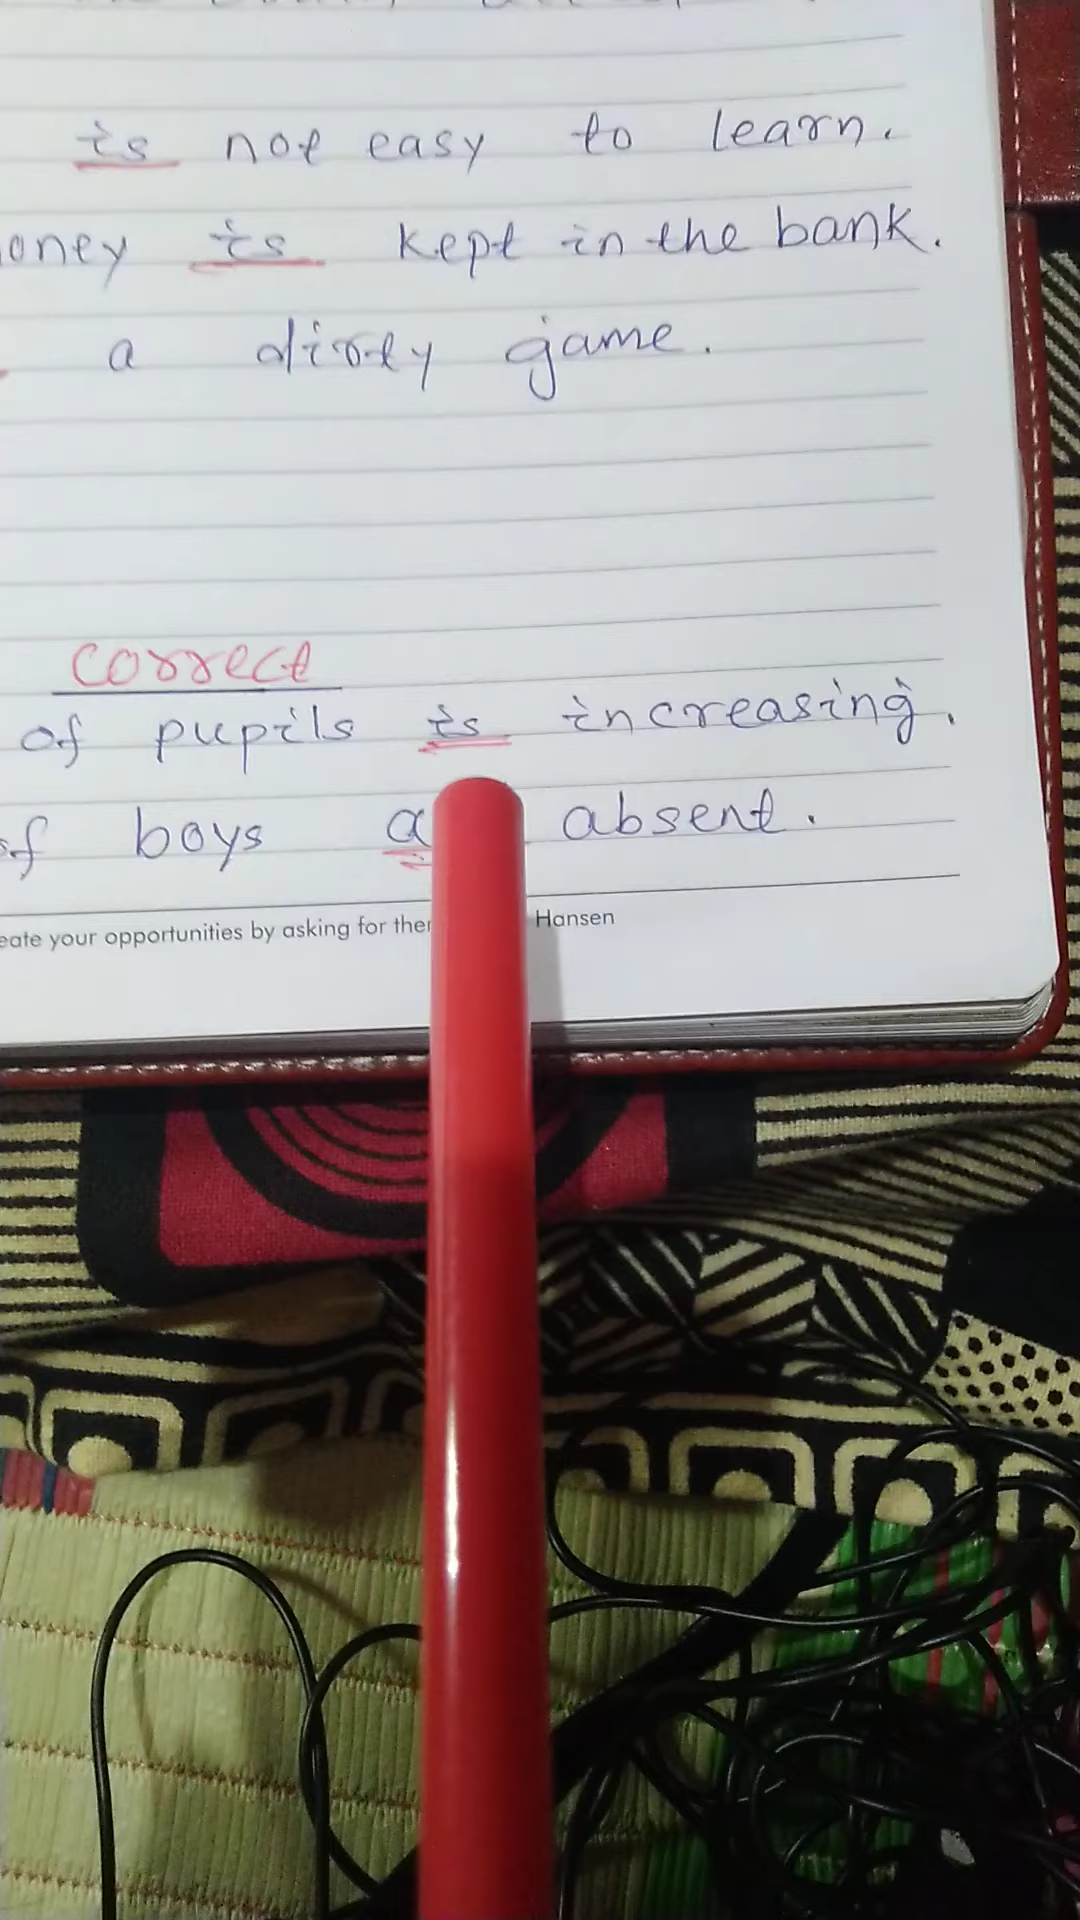 is not easy to learn.
oney is kept in the bank.
a dirty game.
correct
of pupils is increasing.
of boys a absent.
eate your opportunities by asking for ther Hansen